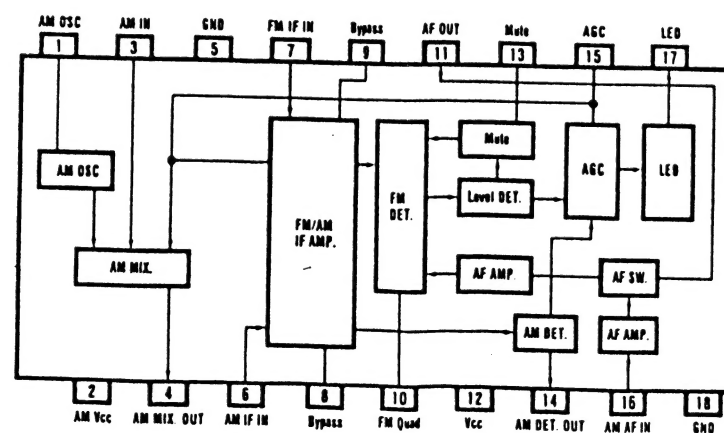 AM OSC AM IN GND FM IF IN Bypass AF OUT Mute AGC LED
1 3 5 7 9 11 13 15 17
Mute
AM OSC
FM DET.
AGC
LED
Level DET.
FM/AM
IF AMP.
AM MIX.
AF AMP.
AF SW.
AM DET.
AF AMP.
2 4 6 8 10 12 14 16 18
AM Vcc AM MIX. OUT AM IF IN Bypass FM Quad Vcc AM DET. OUT AM AF IN GND